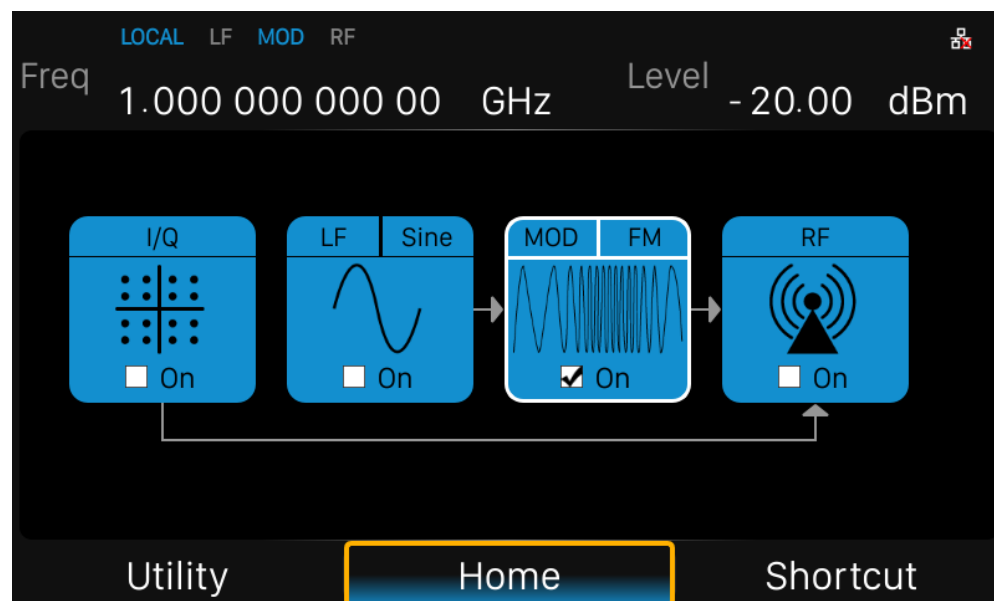 LOCAL LF MOD RF
Freq 1.000 000 000 00 GHz Level - 20.00 dBm
I/Q LF Sine MOD FM RF
On On On On
Utility Home Shortcut